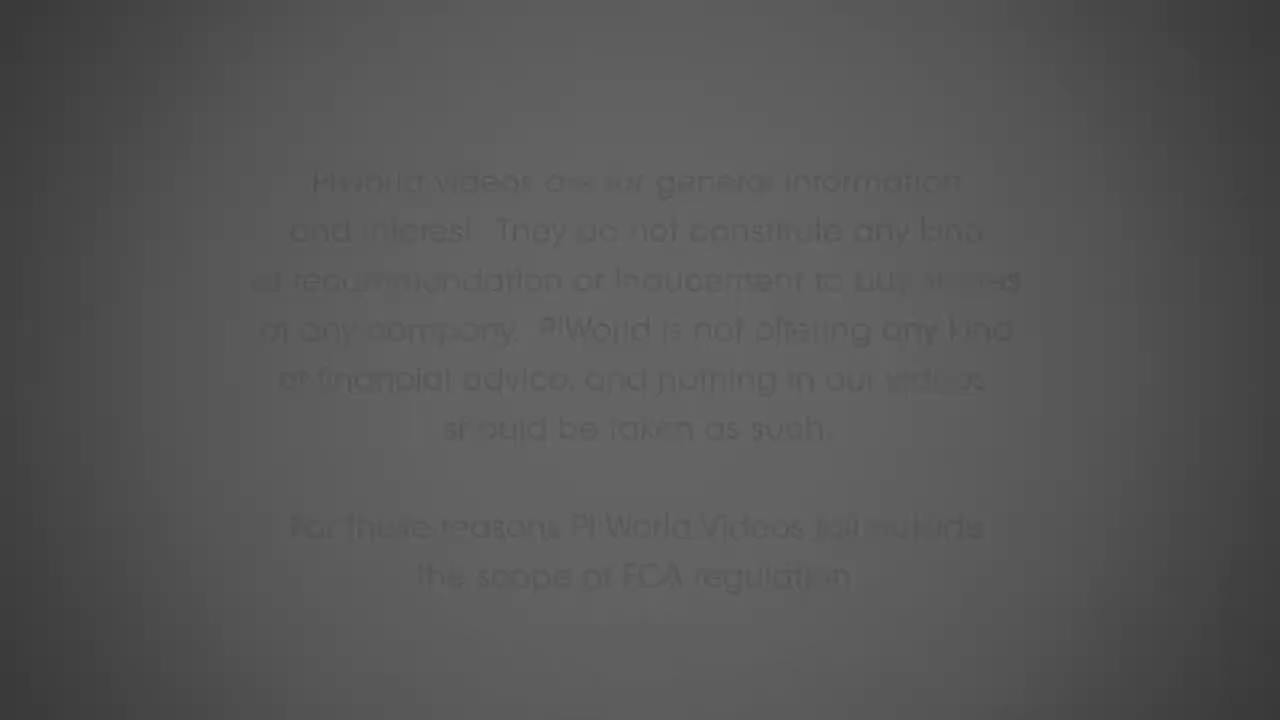 PIWorld videos are for general information
and interest. They do not constitute any kind
of recommendation or inducement to buy shares
of any company. PIWorld is not offering any kind
of financial advice, and nothing in our videos
should be taken as such.
For these reasons PI World Videos fall outside
the scope of FCA regulation